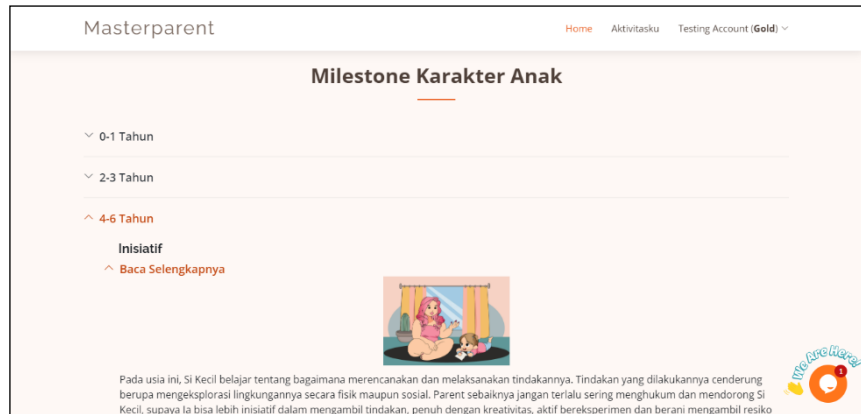 Masterparent
Home Aktivitasku Testing Account (Gold)
Milestone Karakter Anak
0-1 Tahun
2-3 Tahun
4-6 Tahun
Inisiatif
Baca Selengkapnya
We Are Here!
1
Pada usia ini, Si Kecil belajar tentang bagaimana merencanakan dan melaksanakan tindakannya. Tindakan yang dilakukannya cenderung
berupa mengeksplorasi lingkungannya secara fisik maupun sosial. Parent sebaiknya jangan terlalu sering menghukum dan mendorong Si
Kecil, supaya Ia bisa lebih inisiatif dalam mengambil tindakan, penuh dengan kreativitas, aktif bereksperimen dan berani mengambil resiko